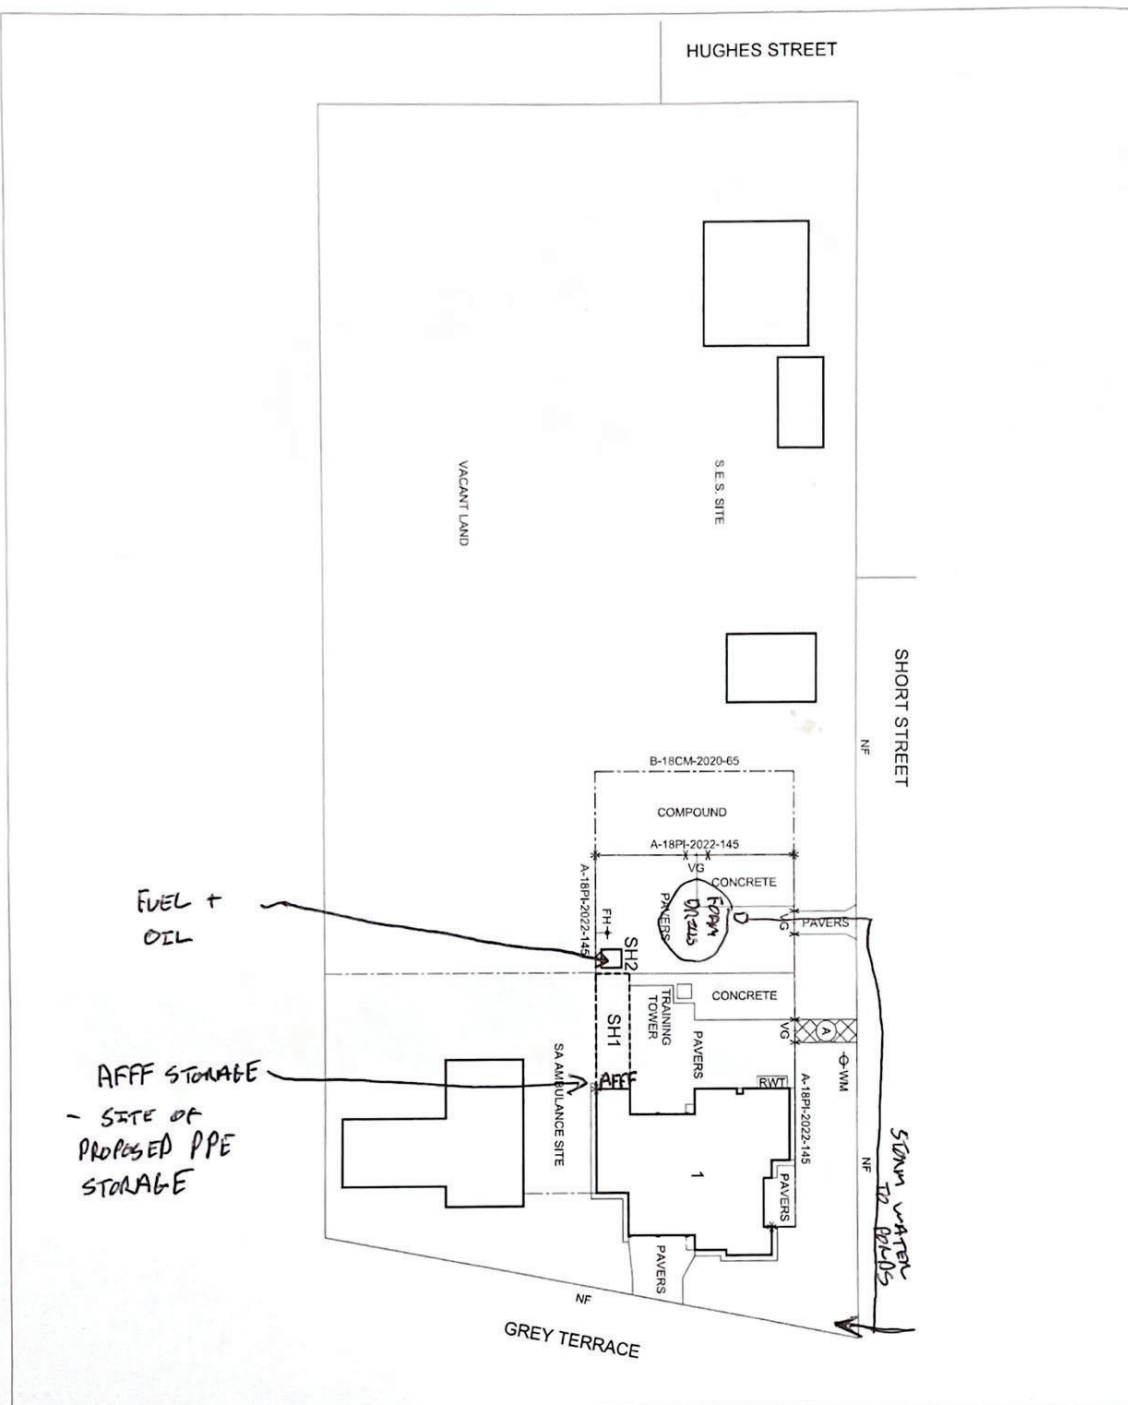 HUGHES STREET
VACANT LAND
S.E.S. SITE
SHORT STREET
NF
B-18CM-2020-65
COMPOUND
A-18PI-2022-145
VG
CONCRETE
A-18PI-2022-145
FUEL +
OIL
FH
PAVERS
FOAM
D
VG
PAVERS
SH2
TRAINING
TOWER
CONCRETE
SH1
PAVERS
VG
A
WM
AFFF STORAGE
- SITE OF
PROPOSED PPE
STORAGE
AFFF
RWT
SA AMBULANCE SITE
A-18PI-2022-145
1
PAVERS
NF
STORM WATER
TO
PONDS
PAVERS
NF
GREY TERRACE